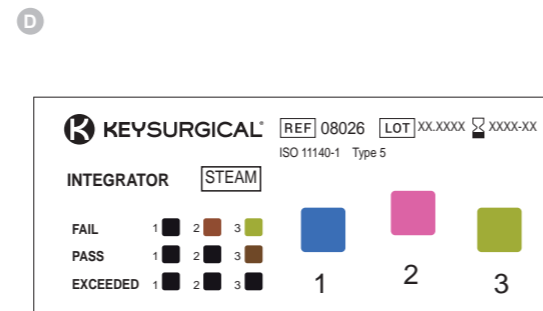 D
KEYSURGICAL® REF 08026 LOT XX.XXXX XXXX-XX
ISO 11140-1 Type 5
INTEGRATOR STEAM
FAIL 1 2 3
PASS 1 2 3
EXCEEDED 1 2 3
1 2 3